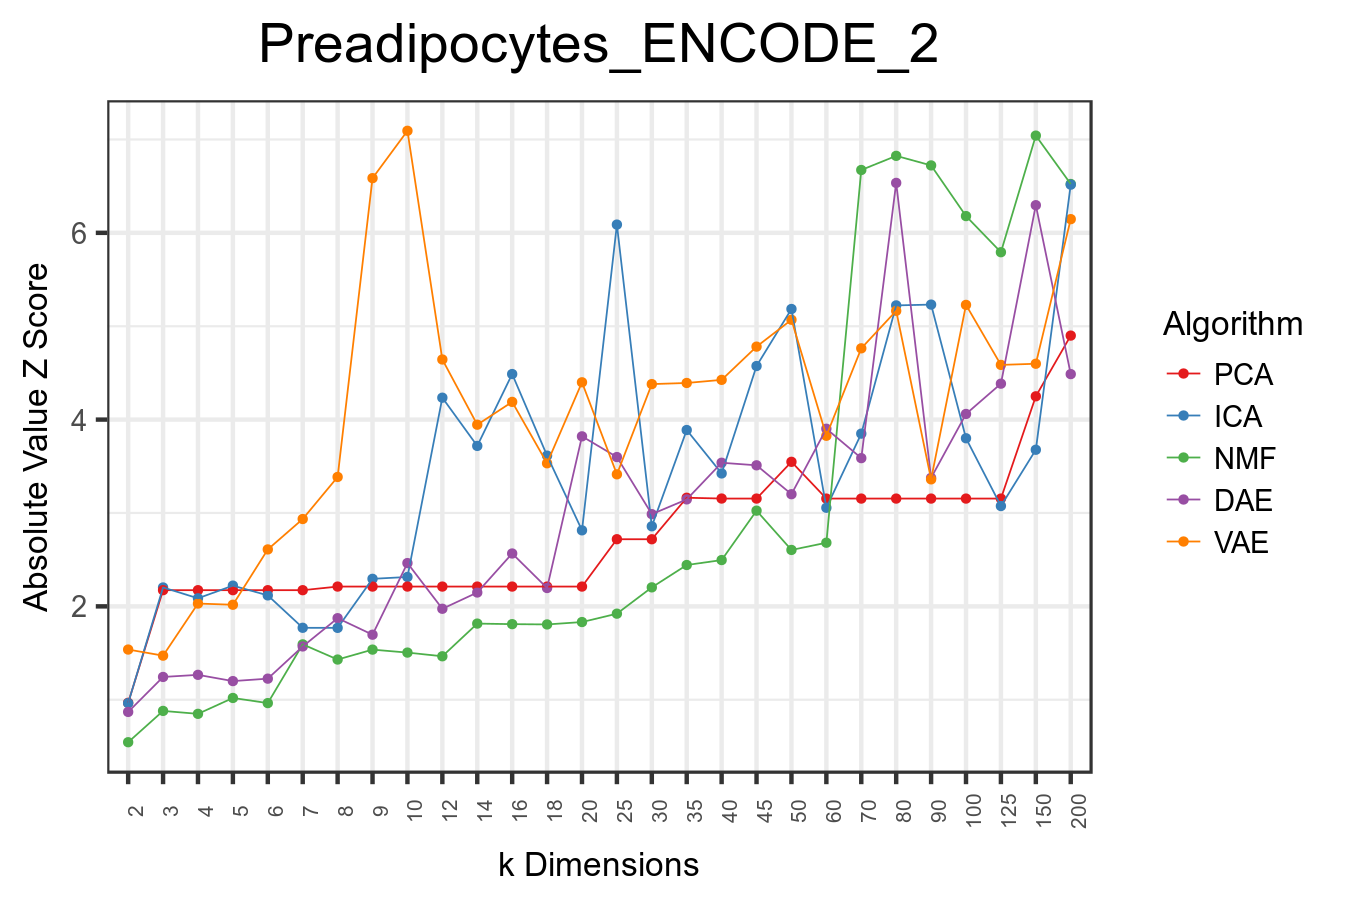 Preadipocytes_ENCODE_2
Absolute Value Z Score
6
4
2
2 3 4 5 6 7 8 9 10 12 14 16 18 20 25 30 35 40 45 50 60 70 80 90 100 125 150 200
k Dimensions
Algorithm
PCA
ICA
NMF
DAE
VAE